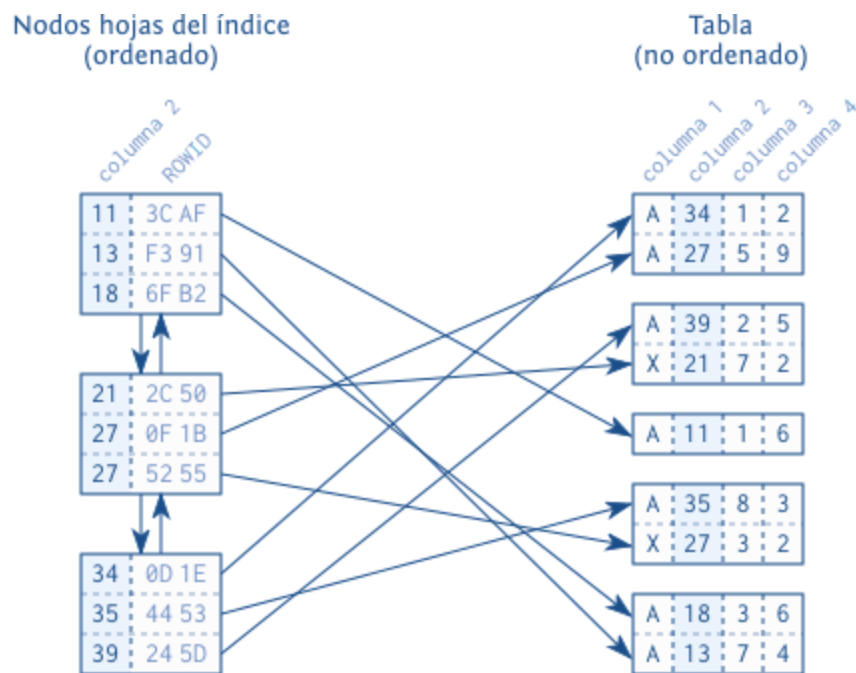 Nodos hojas del índice
(ordenado)
columna 2
ROWID
11 3C AF
13 F3 91
18 6F B2
21 2C 50
27 0F 1B
27 52 55
34 0D 1E
35 44 53
39 24 5D
Tabla
(no ordenado)
columna 1
columna 2
columna 3
columna 4
A 34 1 2
A 27 5 9
A 39 2 5
X 21 7 2
A 11 1 6
A 35 8 3
X 27 3 2
A 18 3 6
A 13 7 4